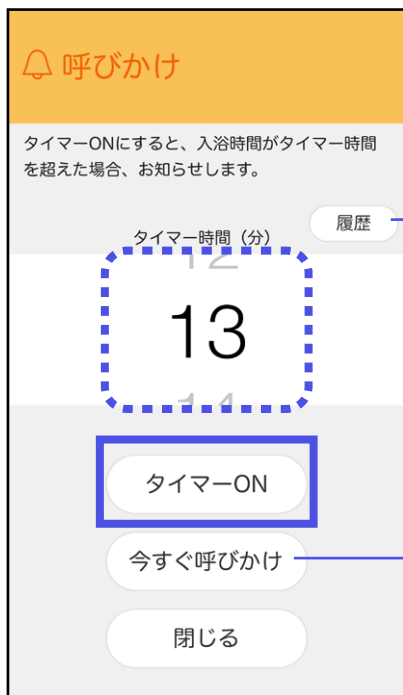 呼びかけ
タイマーONにすると、入浴時間がタイマー時間
を超えた場合、お知らせします。
履歴
タイマー時間（分）
12
13
14
タイマーON
今すぐ呼びかけ
閉じる